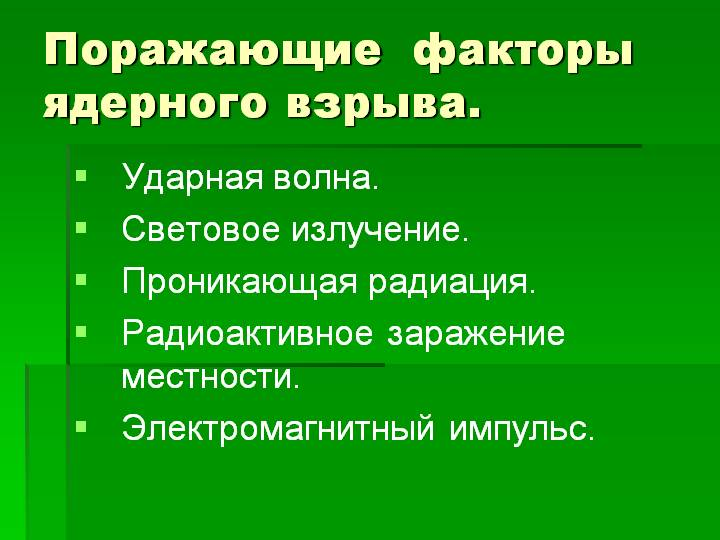 Поражающие факторы
ядерного взрыва.
Ударная волна.
Световое излучение.
Проникающая радиация.
Радиоактивное заражение
местности.
Электромагнитный импульс.